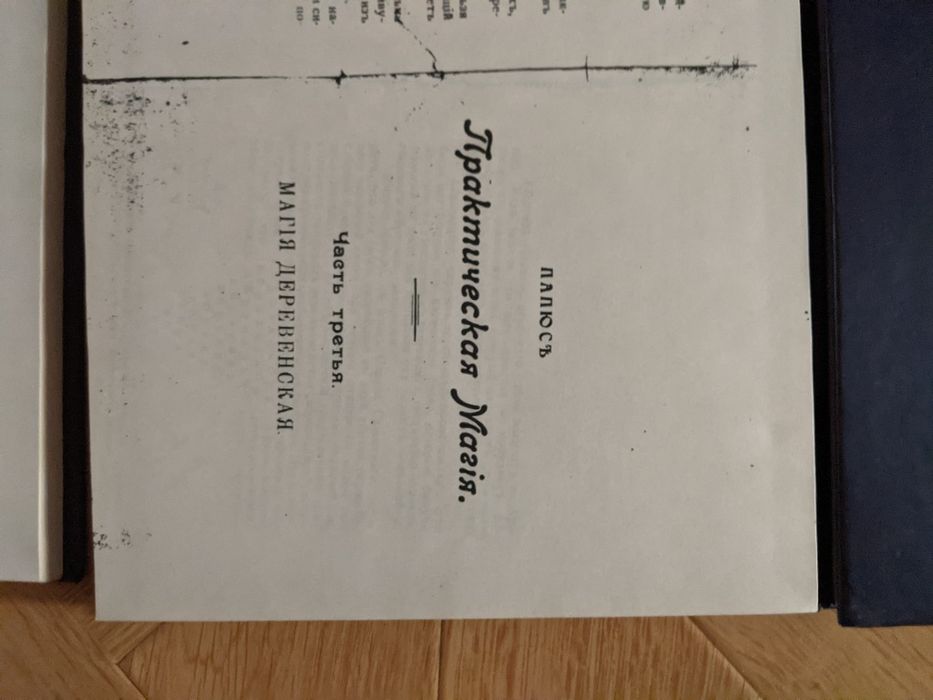 ПАПЮСЪ
Практическая Магія.
Часть третья.
МАГІЯ ДЕРЕВЕНСКАЯ.